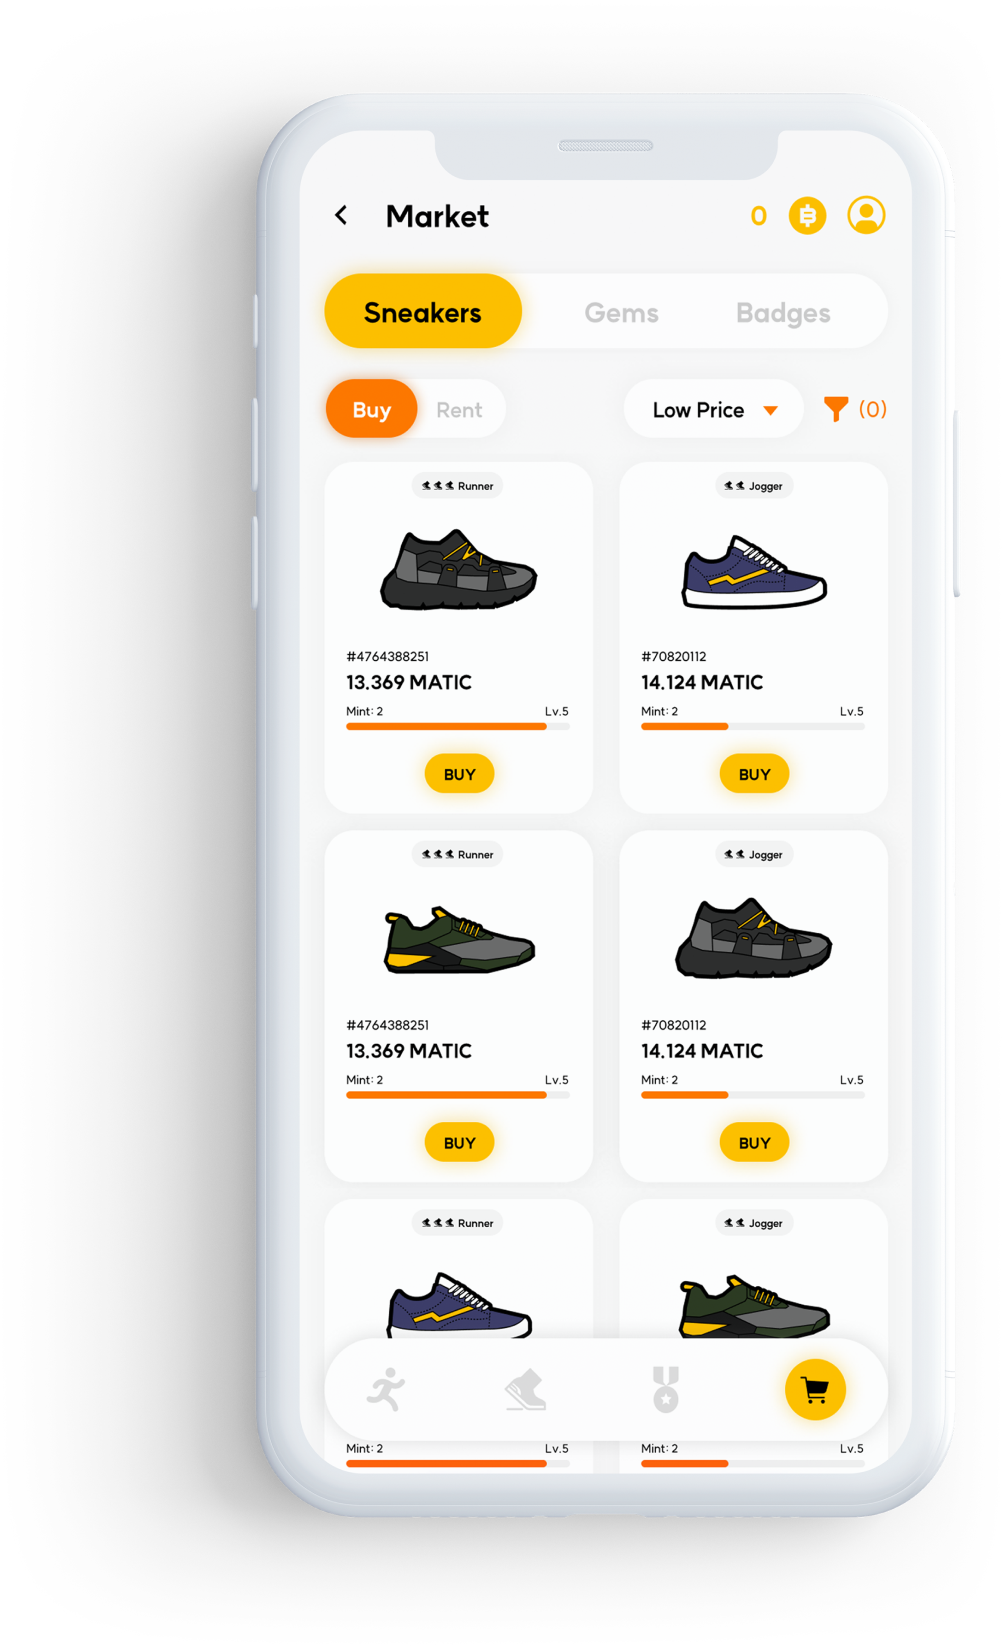 Market 0
Sneakers Gems Badges
Buy Rent Low Price (0)
Runner
#4764388251
13.369 MATIC
Mint: 2 Lv.5
BUY
Jogger
#70820112
14.124 MATIC
Mint: 2 Lv.5
BUY
Runner
#4764388251
13.369 MATIC
Mint: 2 Lv.5
BUY
Jogger
#70820112
14.124 MATIC
Mint: 2 Lv.5
BUY
Runner
Mint: 2 Lv.5
Jogger
Mint: 2 Lv.5